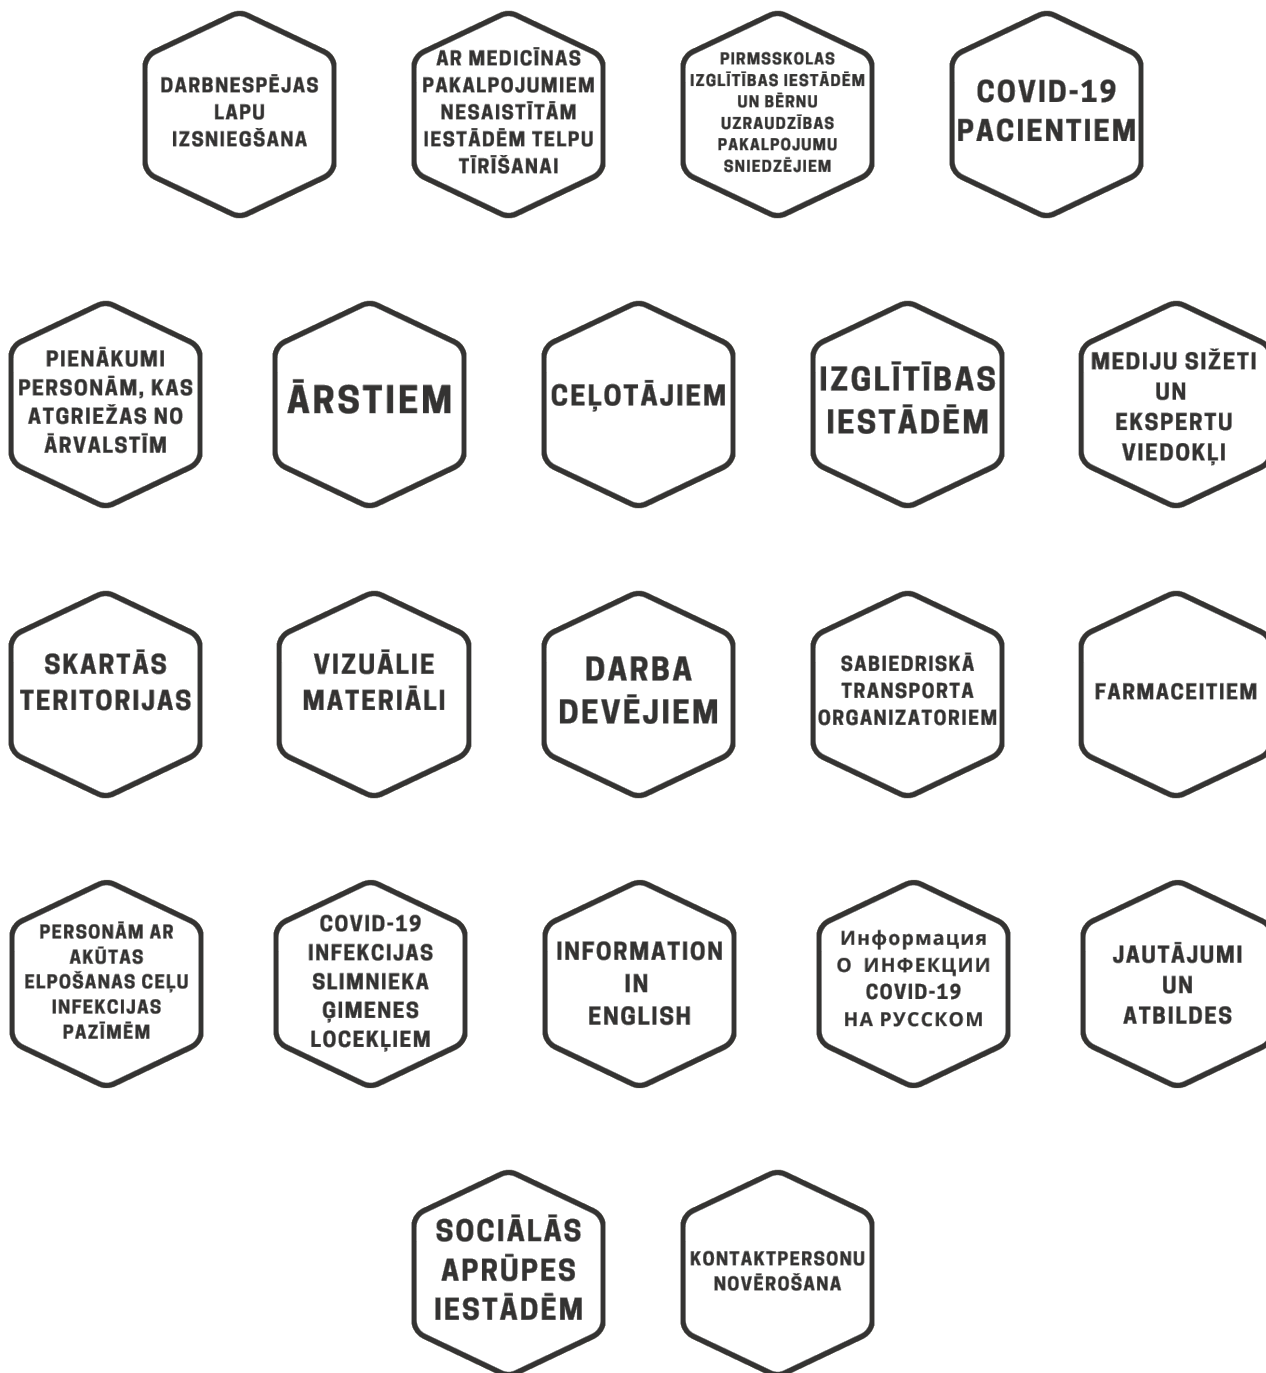 DARBNESPĒJAS
LAPU
IZSNIEGŠANA
AR MEDICĪNAS
PAKALPOJUMIEM
NESAISTĪTĀM
IESTĀDĒM TELPU
TĪRĪŠANAI
PIRMSSKOLAS
IZGLĪTĪBAS IESTĀDĒM
UN BĒRNU
UZRAUDZĪBAS
PAKALPOJUMU
SNIEDZĒJIEM
COVID-19
PACIENTIEM
PIENĀKUMI
PERSONĀM, KAS
ATGRIEŽAS NO
ĀRVALSTĪM
ĀRSTIEM
CEĻOTĀJIEM
IZGLĪTĪBAS
IESTĀDĒM
MEDIJU SIŽETI
UN
EKSPERTU
VIEDOKĻI
SKARTĀS
TERITORIJAS
VIZUĀLIE
MATERIĀLI
DARBA
DEVĒJIEM
SABIEDRISKĀ
TRANSPORTA
ORGANIZATORIEM
FARMACEITIEM
PERSONĀM AR
AKŪTAS
ELPOŠANAS CEĻU
INFEKCIJAS
PAZĪMĒM
COVID-19
INFEKCIJAS
SLIMNIEKA
ĢIMENES
LOCEKĻIEM
INFORMATION
IN
ENGLISH
Информация
О ИНФЕКЦИИ
COVID-19
НА РУССКОМ
JAUTĀJUMI
UN
ATBILDES
SOCIĀLĀS
APRŪPES
IESTĀDĒM
KONTAKTPERSONU
NOVĒROŠANA